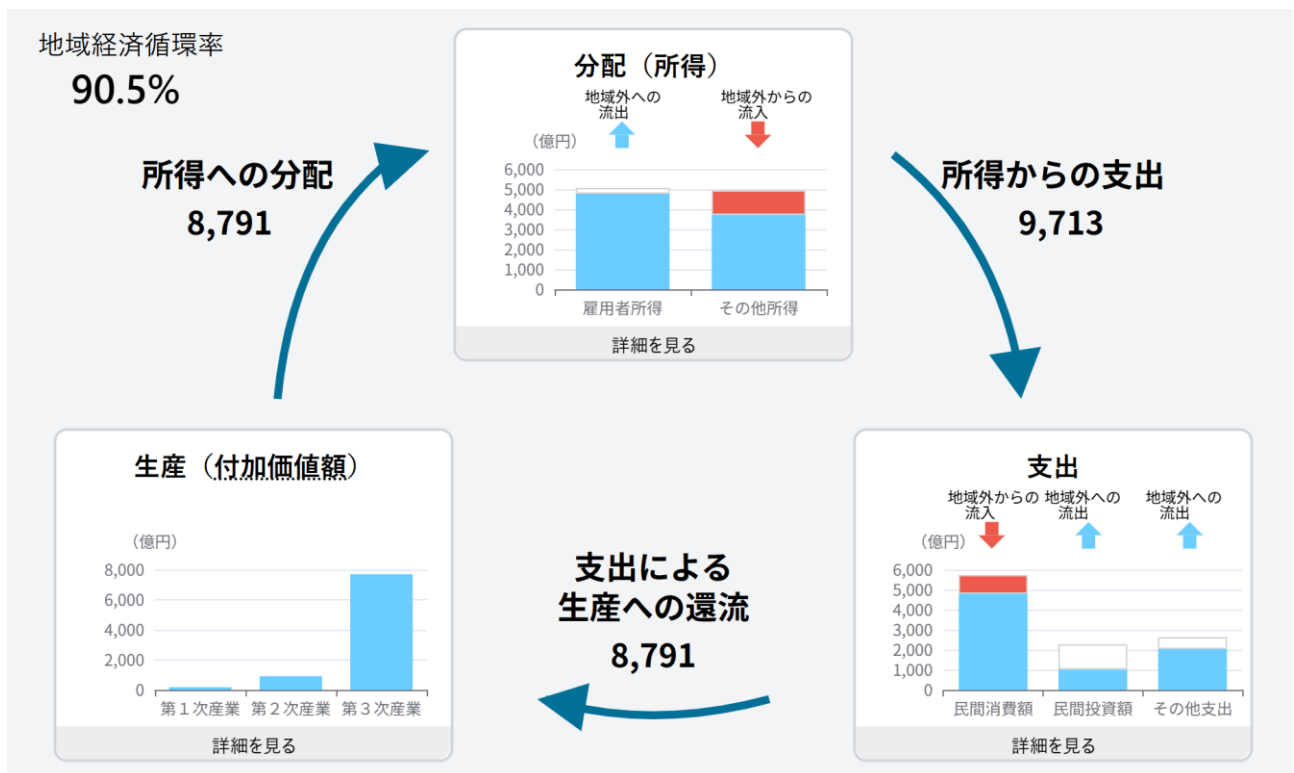 地域経済循環率
90.5%
所得への分配
8,791
分配（所得）
地域外への
流出
地域外からの
流入
（億円）
6,000
5,000
4,000
3,000
2,000
1,000
0
雇用者所得
その他所得
詳細を見る
所得からの支出
9,713
生産（付加価値額）
（億円）
8,000
6,000
4,000
2,000
0
第１次産業
第２次産業
第３次産業
詳細を見る
支出による
生産への還流
8,791
支出
地域外からの
流入
地域外への
流出
地域外への
流出
（億円）
6,000
5,000
4,000
3,000
2,000
1,000
0
民間消費額
民間投資額
その他支出
詳細を見る